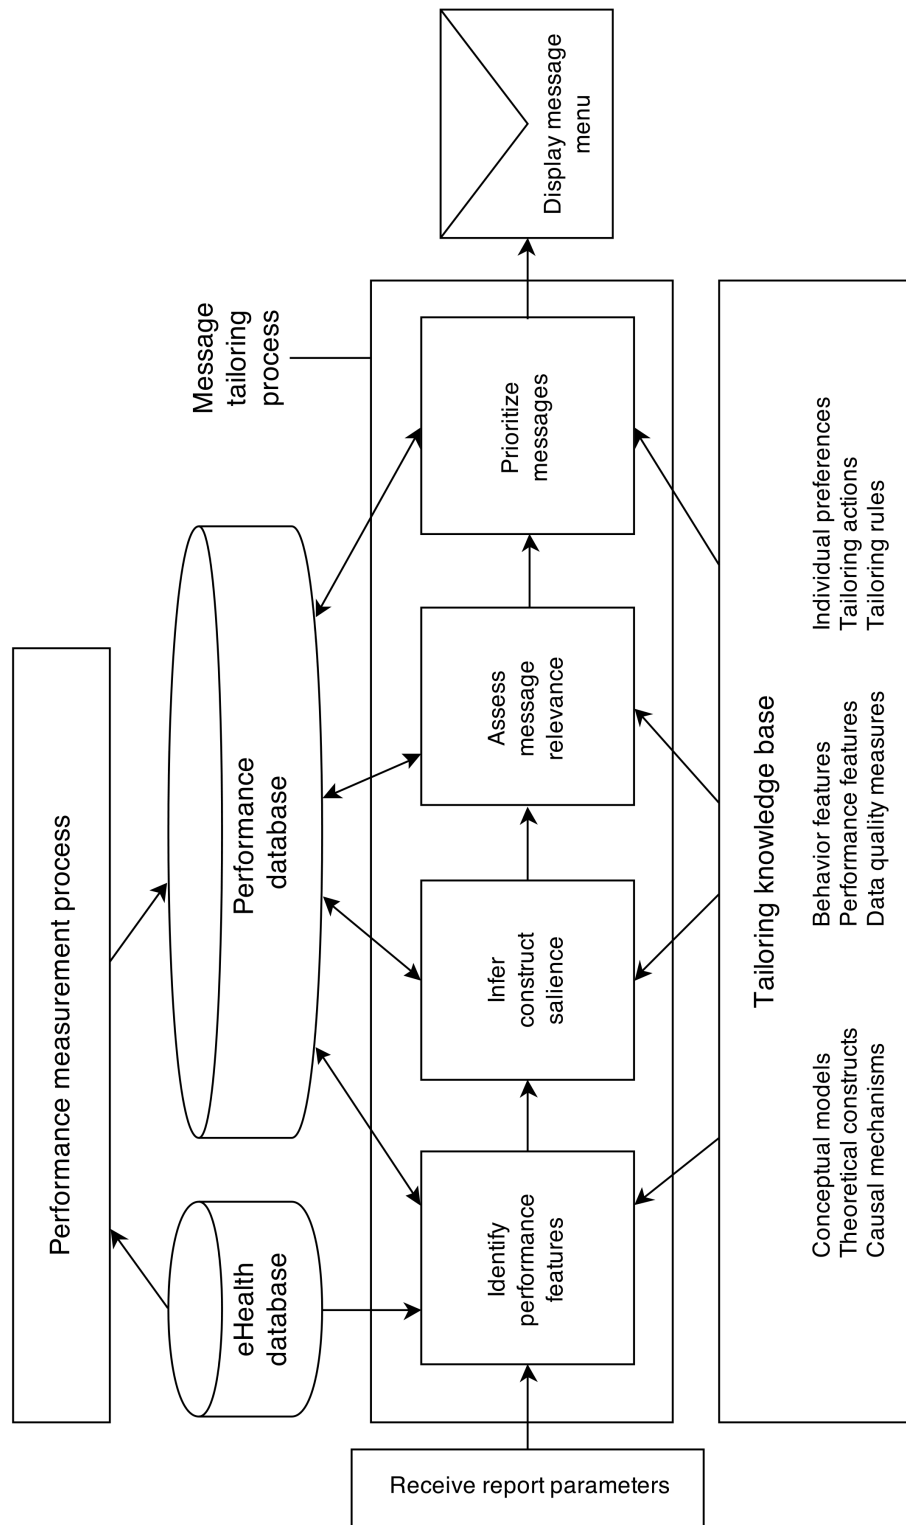 Performance measurement process
eHealth
database
Performance
database
Message
tailoring
process
Receive report parameters
Identify
performance
features
Infer
construct
salience
Assess
message
relevance
Prioritize
messages
Display message
menu
Tailoring knowledge base
Conceptual models
Theoretical constructs
Causal mechanisms
Behavior features
Performance features
Data quality measures
Individual preferences
Tailoring actions
Tailoring rules